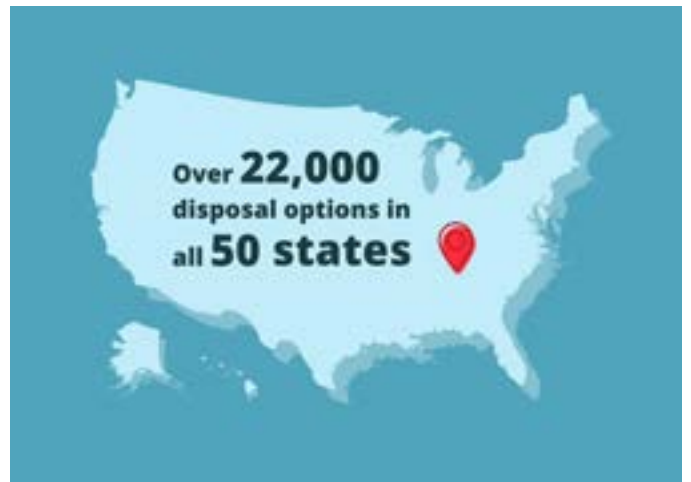 Over 22,000
disposal options in
all 50 states